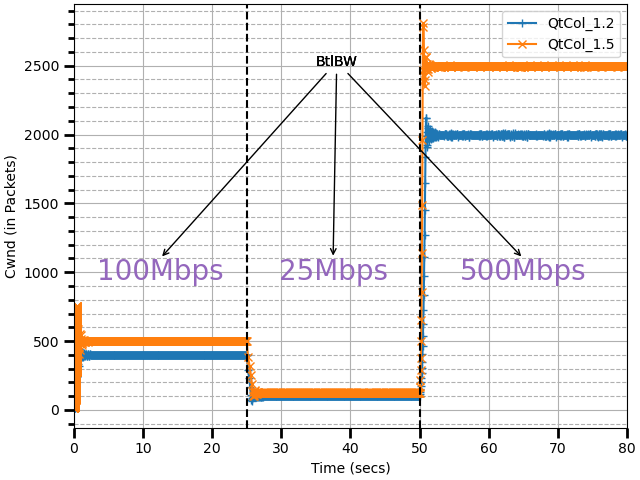 QtCol_1.2
QtCol_1.5
BtlBW
100Mbps 25Mbps 500Mbps
2500
2000
1500
1000
500
0
Cwnd (in Packets)
0 10 20 30 40 50 60 70 80
Time (secs)